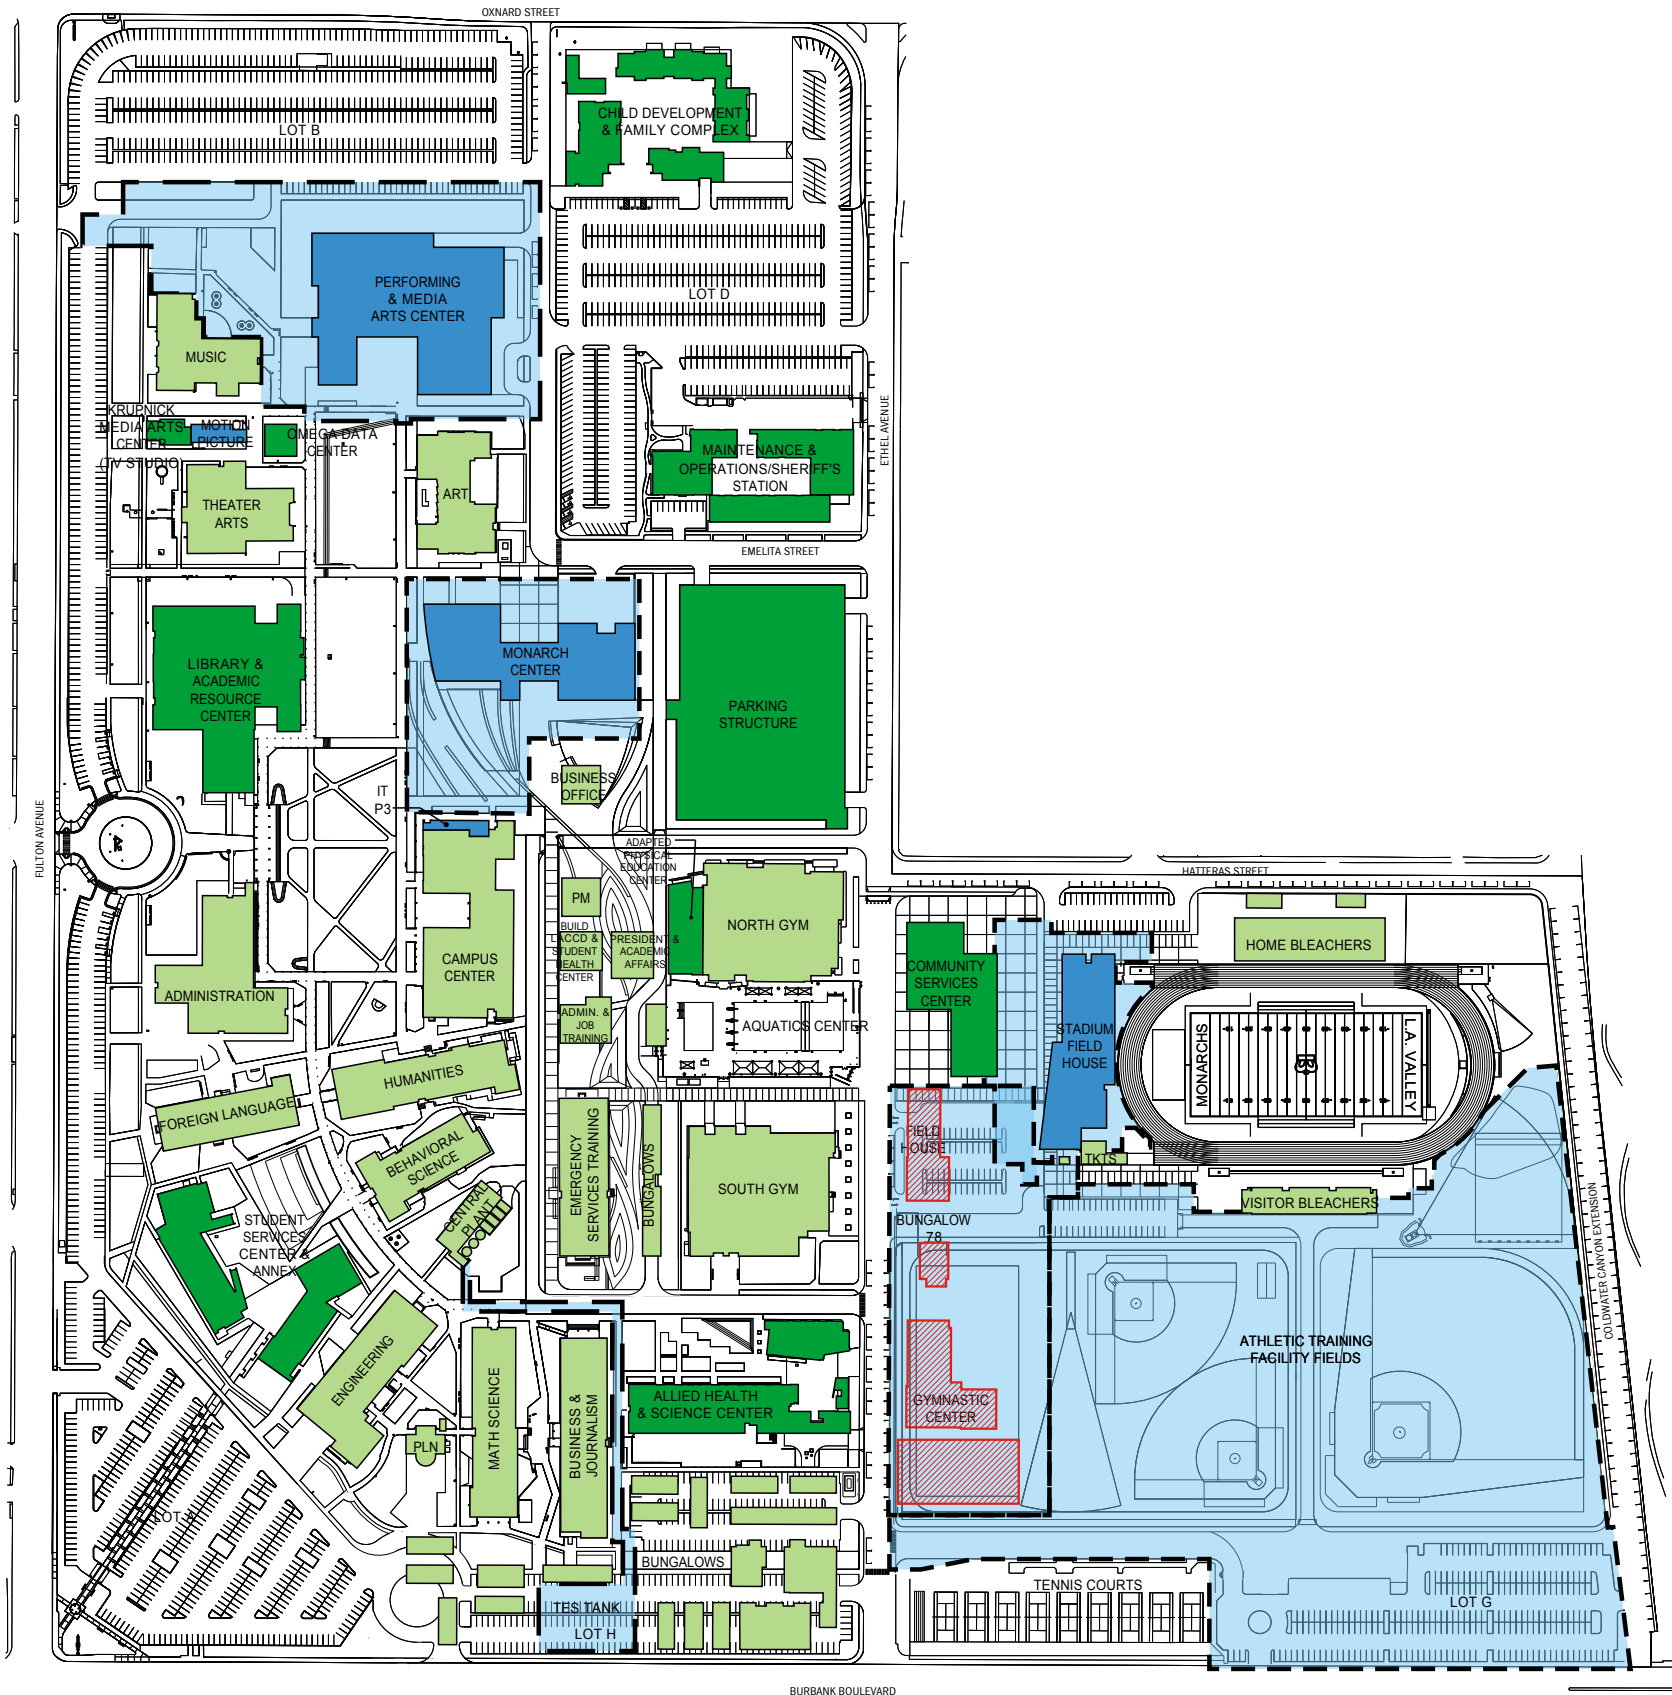 OXNARD STREET
LOT B
CHILD DEVELOPMENT
& FAMILY COMPLEX
PERFORMING
& MEDIA
ARTS CENTER
LOT D
MUSIC
KRUPNICK
MEDIA ARTS
CENTER
(TV STUDIO)
MOTION
PICTURE
OMEGA DATA
CENTER
ETHEL AVENUE
MAINTENANCE &
OPERATIONS/SHERIFF'S
STATION
ART
THEATER
ARTS
EMELITA STREET
LIBRARY &
ACADEMIC
RESOURCE
CENTER
MONARCH
CENTER
PARKING
STRUCTURE
BUSINESS
OFFICE
IT
P3
FULTON AVENUE
ADAPTED
PHYSICAL
EDUCATION
CENTER
HATTERAS STREET
PM
NORTH GYM
BUILD
LACCD &
STUDENT
HEALTH
CENTER
PRESIDENT &
ACADEMIC
AFFAIRS
CAMPUS
CENTER
HOME BLEACHERS
COMMUNITY
SERVICES
CENTER
ADMINISTRATION
ADMIN. &
JOB
TRAINING
AQUATICS CENTER
STADIUM
FIELD
HOUSE
MONARCHS
L.A. VALLEY
HUMANITIES
FOREIGN LANGUAGE
BEHAVIORAL
SCIENCE
EMERGENCY
SERVICES TRAINING
BUNGALOWS
SOUTH GYM
FIELD
HOUSE
TKTS
VISITOR BLEACHERS
CENTRAL
PLANT
STUDENT
SERVICES
CENTER &
ANNEX
BUNGALOW
78
COLDWATER CANYON EXTENSION
ENGINEERING
ATHLETIC TRAINING
FACILITY FIELDS
MATH SCIENCE
BUSINESS &
JOURNALISM
ALLIED HEALTH
& SCIENCE CENTER
GYMNASTIC
CENTER
PLN
LOT A
BUNGALOWS
TENNIS COURTS
TES TANK
LOT H
LOT G
BURBANK BOULEVARD